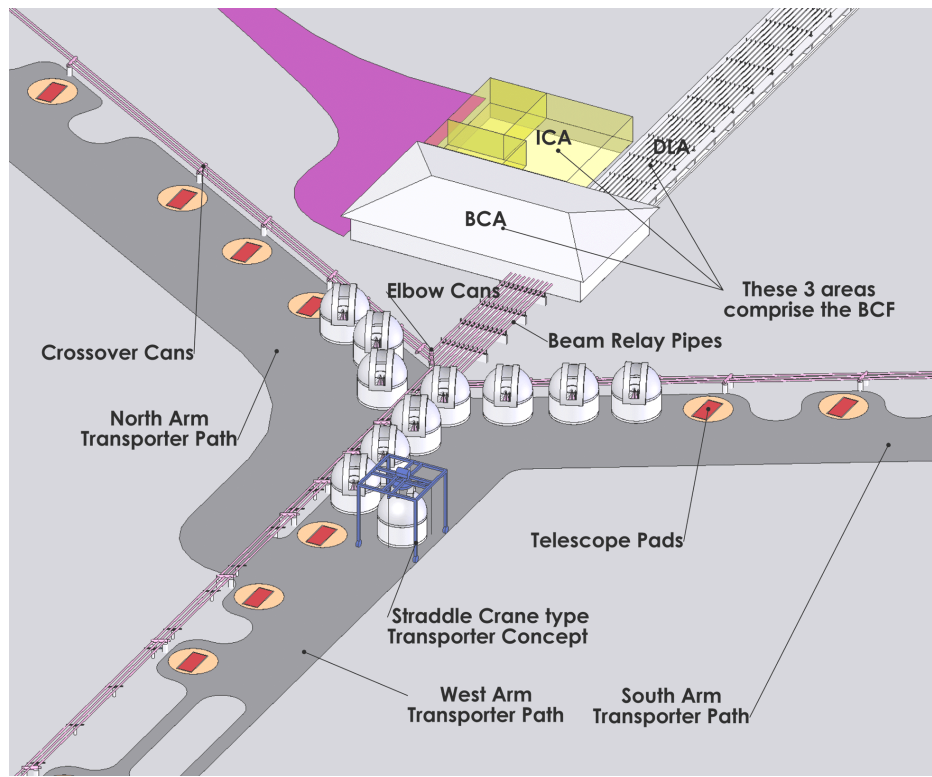 ICA
DLA
BCA
These 3 areas
comprise the BCF
Elbow Cans
Beam Relay Pipes
Crossover Cans
North Arm
Transporter Path
Telescope Pads
Straddle Crane type
Transporter Concept
West Arm
Transporter Path
South Arm
Transporter Path